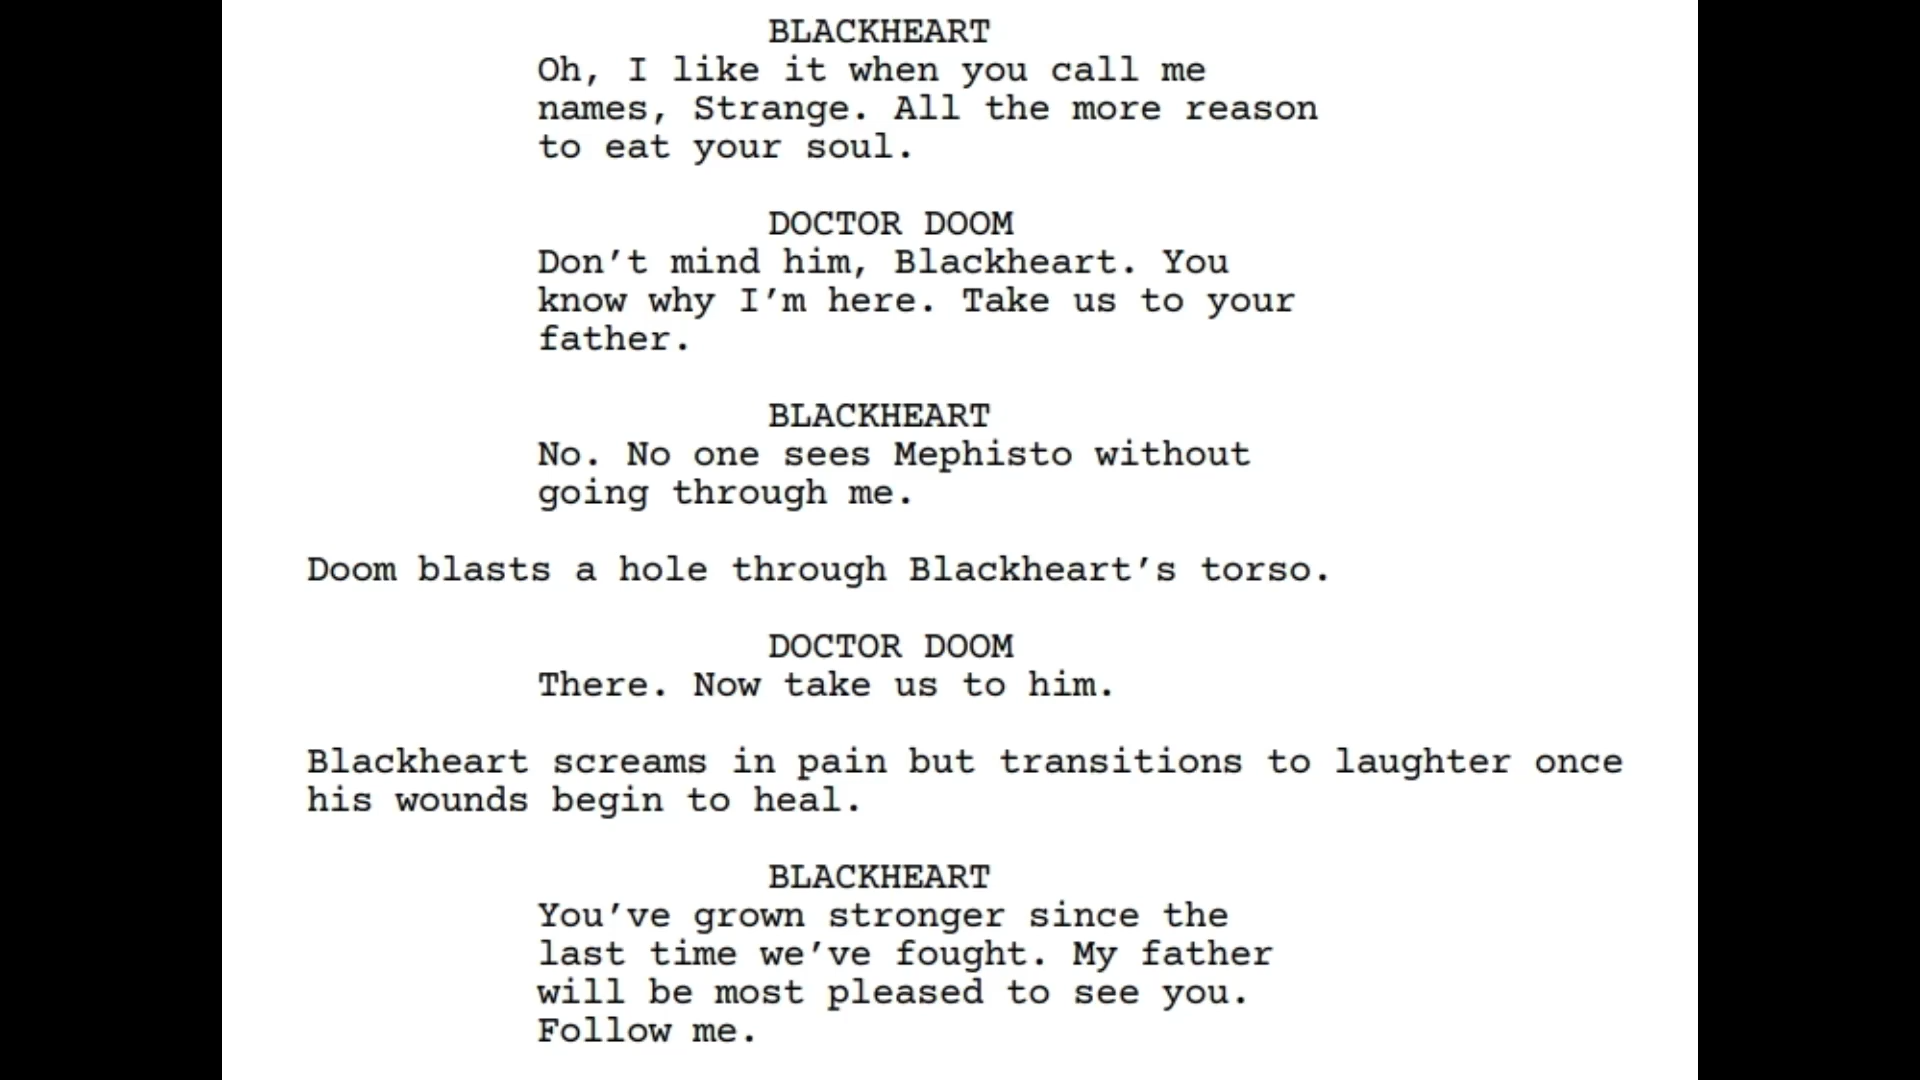 BLACKHEART
Oh, I like it when you call me
names, Strange. All the more reason
to eat your soul.
DOCTOR DOOM
Don’t mind him, Blackheart. You
know why I’m here. Take us to your
father.
BLACKHEART
No. No one sees Mephisto without
going through me.
Doom blasts a hole through Blackheart’s torso.
DOCTOR DOOM
There. Now take us to him.
Blackheart screams in pain but transitions to laughter once
his wounds begin to heal.
BLACKHEART
You’ve grown stronger since the
last time we’ve fought. My father
will be most pleased to see you.
Follow me.